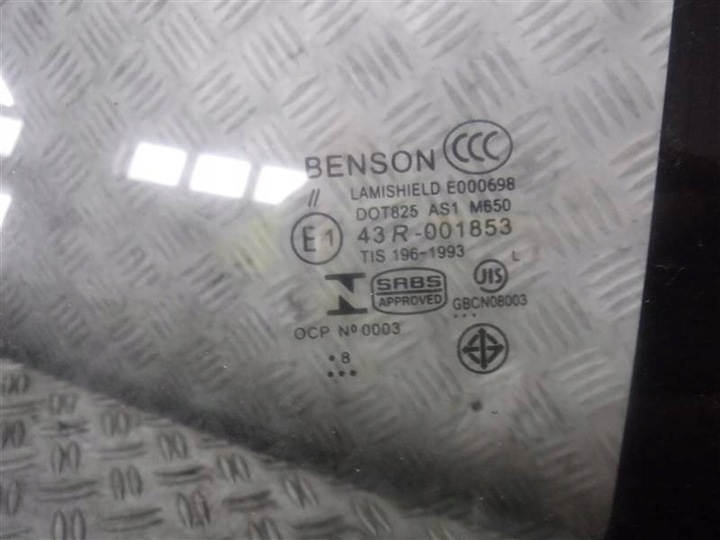 BENSON CCC
// LAMISHIELD E000698
DOT825 AS1 M650
E1 43R-001853
TIS 196-1993 L
SABS JIS
APPROVED GBCN08003
OCP Nº 0003
•8
•••